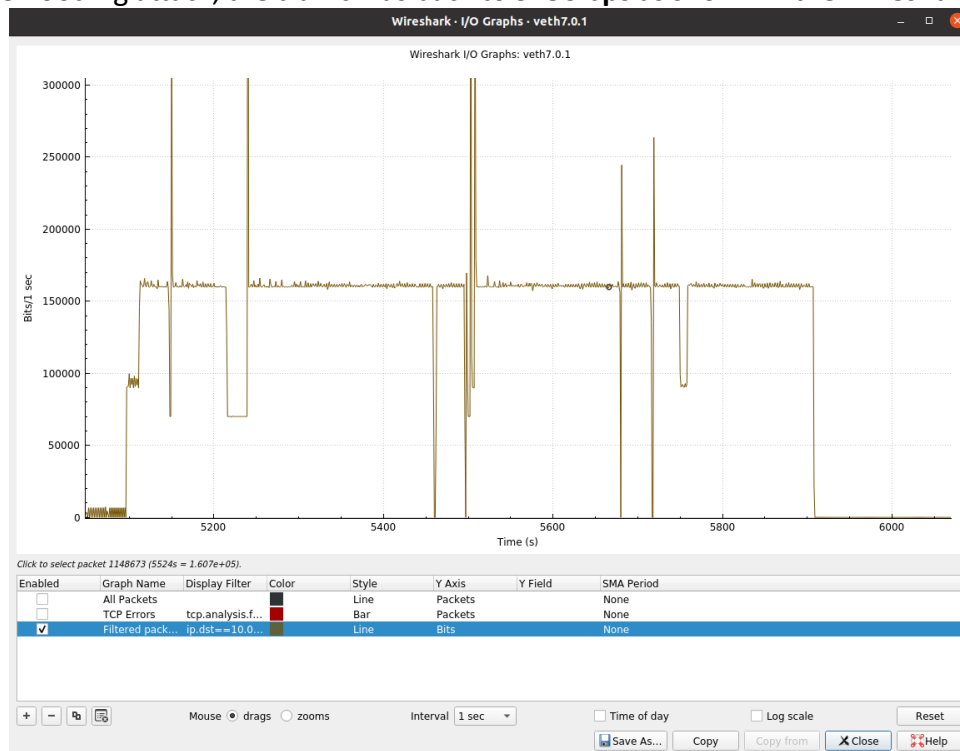 Wireshark · I/O Graphs · veth7.0.1
Wireshark I/O Graphs: veth7.0.1
300000
250000
200000
150000
100000
50000
0
Bits/1 sec
5200 5400 5600 5800 6000
Time (s)
Click to select packet 1148673 (5524s = 1.607e+05).
Enabled Graph Name Display Filter Color Style Y Axis Y Field SMA Period
All Packets Line Packets None
TCP Errors tcp.analysis.f... Bar Packets None
Filtered pack... ip.dst==10.0... Line Bits None
Mouse drags zooms Interval 1 sec Time of day Log scale Reset
Save As... Copy Copy from Close Help